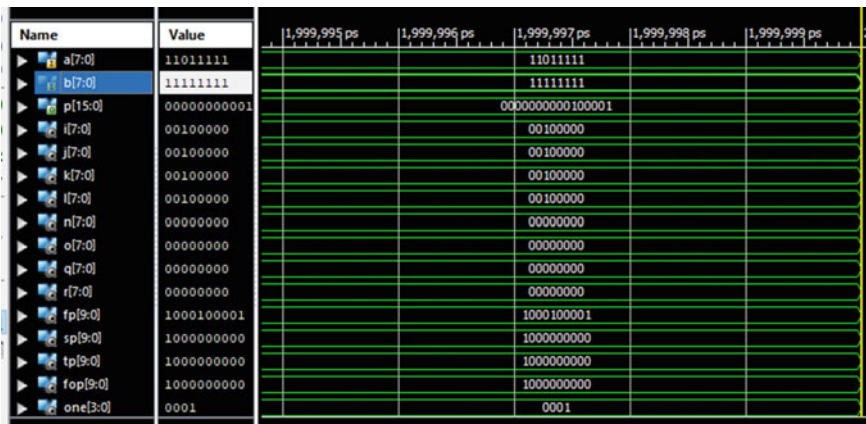 Name Value 1,999,995 ps 1,999,996 ps 1,999,997 ps 1,999,998 ps 1,999,999 ps
a[7:0] 11011111 11011111
b[7:0] 11111111 11111111
p[15:0] 00000000001 0000000000100001
i[7:0] 00100000 00100000
j[7:0] 00100000 00100000
k[7:0] 00100000 00100000
l[7:0] 00100000 00100000
n[7:0] 00000000 00000000
o[7:0] 00000000 00000000
q[7:0] 00000000 00000000
r[7:0] 00000000 00000000
fp[9:0] 1000100001 1000100001
sp[9:0] 1000000000 1000000000
tp[9:0] 1000000000 1000000000
fop[9:0] 1000000000 1000000000
one[3:0] 0001 0001